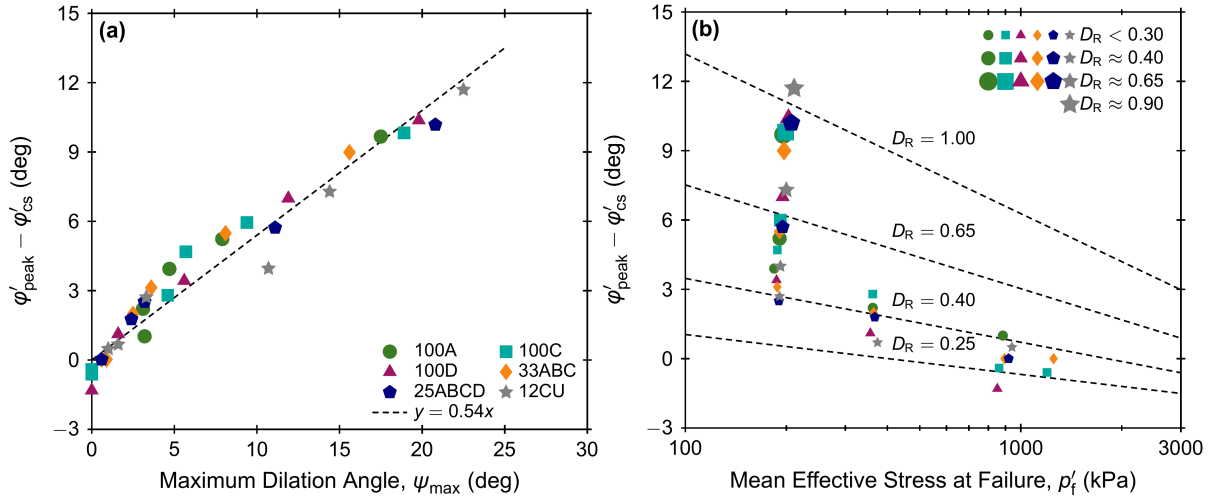 (a)
15
12
9
6
3
0
−3
φ′peak − φ′cs (deg)
100A
100C
100D
33ABC
25ABCD
12CU
y = 0.54x
0 5 10 15 20 25 30
Maximum Dilation Angle, ψmax (deg)
(b)
15
12
9
6
3
0
−3
φ′peak − φ′cs (deg)
DR < 0.30
DR ≈ 0.40
DR ≈ 0.65
DR ≈ 0.90
DR = 1.00
DR = 0.65
DR = 0.40
DR = 0.25
100 1000 3000
Mean Effective Stress at Failure, p′f (kPa)